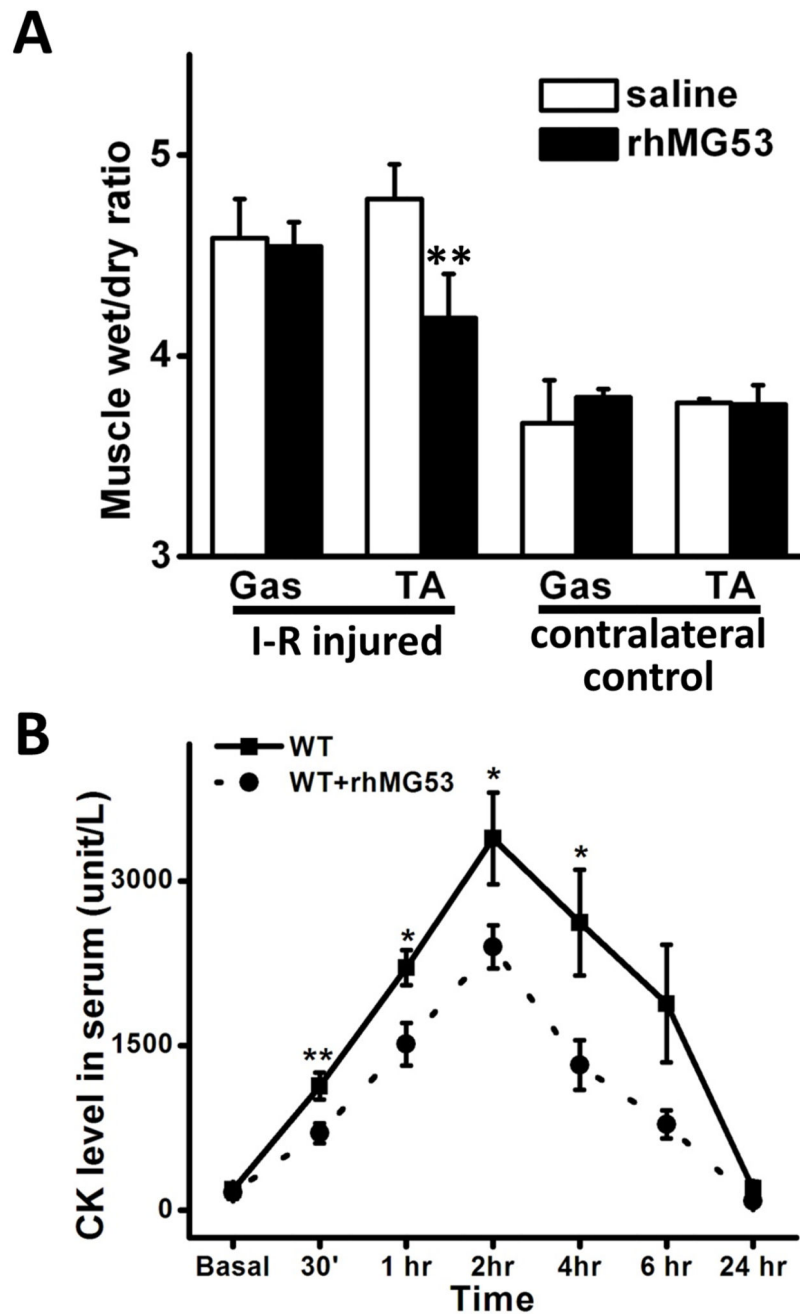 A
saline
rhMG53
Muscle wet/dry ratio
5
**
4
3
Gas TA Gas TA
I-R injured
contralateral
control
B
WT
WT+rhMG53
CK level in serum (unit/L)
*
*
3000
*
1500
**
0
Basal 30' 1 hr 2hr 4hr 6 hr 24 hr
Time